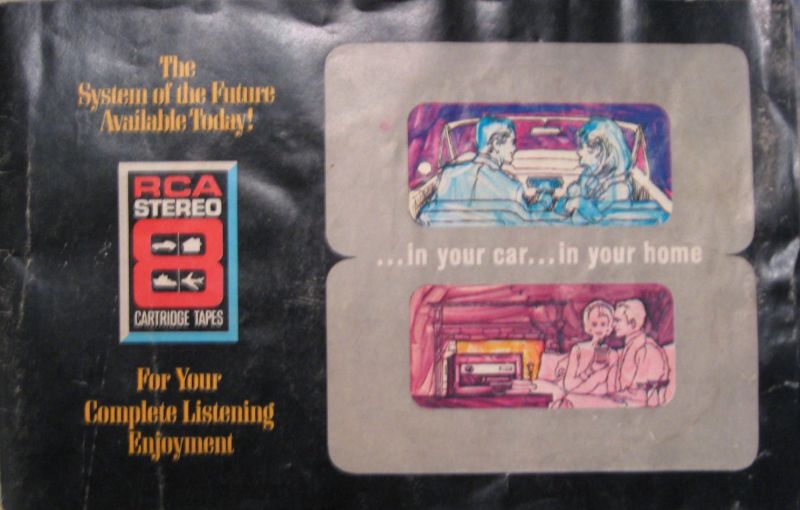 The
System of the Future
Available Today!
RCA
STEREO
8
CARTRIDGE TAPES
For Your
Complete Listening
Enjoyment
...in your car...in your home